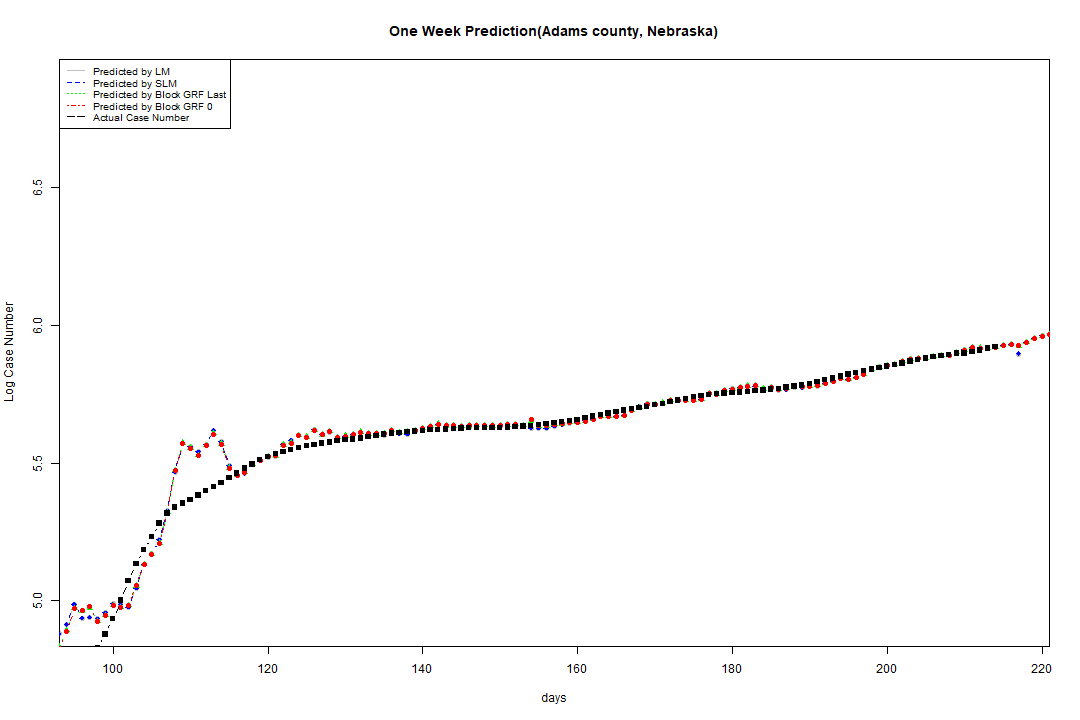 One Week Prediction(Adams county, Nebraska)
Predicted by LM
Predicted by SLM
Predicted by Block GRF Last
Predicted by Block GRF 0
Actual Case Number
Log Case Number
6.5
6.0
5.5
5.0
100 120 140 160 180 200 220
days